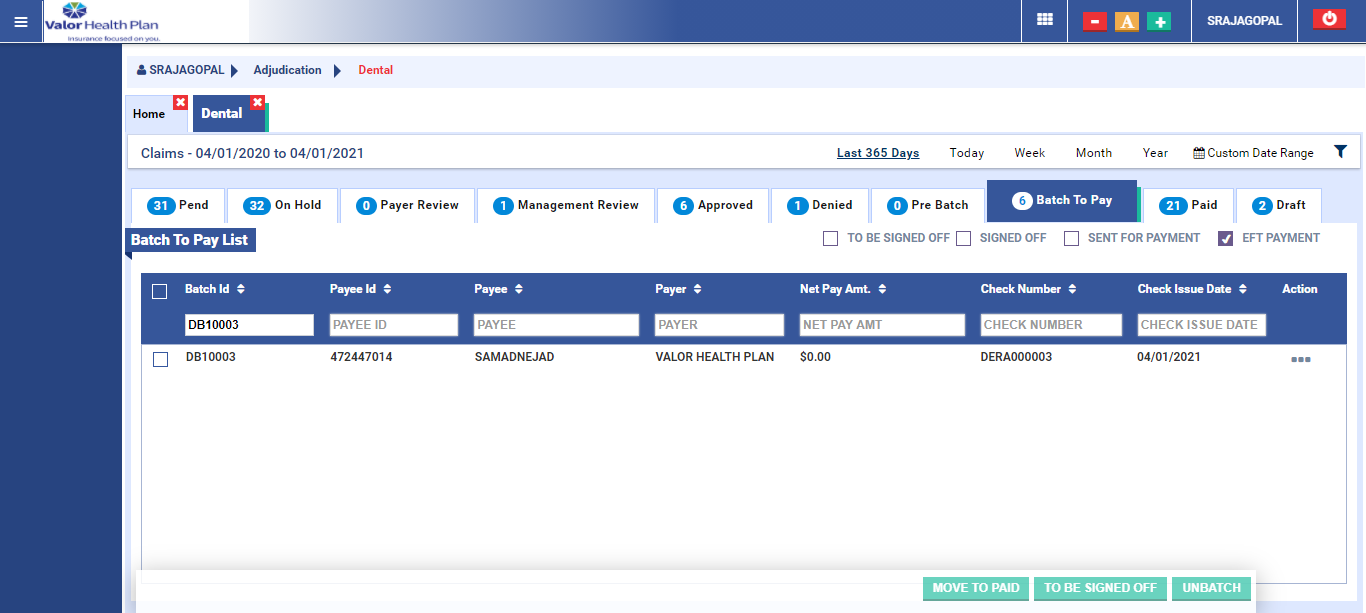 Valor Health Plan
Insurance focused on you.
A
SRAJAGOPAL
SRAJAGOPAL Adjudication Dental
Home Dental
Claims - 04/01/2020 to 04/01/2021 Last 365 Days Today Week Month Year Custom Date Range
31 Pend 32 On Hold 0 Payer Review 1 Management Review 6 Approved 1 Denied 0 Pre Batch 6 Batch To Pay 21 Paid 2 Draft
Batch To Pay List TO BE SIGNED OFF SIGNED OFF SENT FOR PAYMENT EFT PAYMENT
Batch Id Payee Id Payee Payer Net Pay Amt. Check Number Check Issue Date Action
DB10003 PAYEE ID PAYEE PAYER NET PAY AMT CHECK NUMBER CHECK ISSUE DATE
DB10003 472447014 SAMADNEJAD VALOR HEALTH PLAN $0.00 DERA000003 04/01/2021
MOVE TO PAID TO BE SIGNED OFF UNBATCH